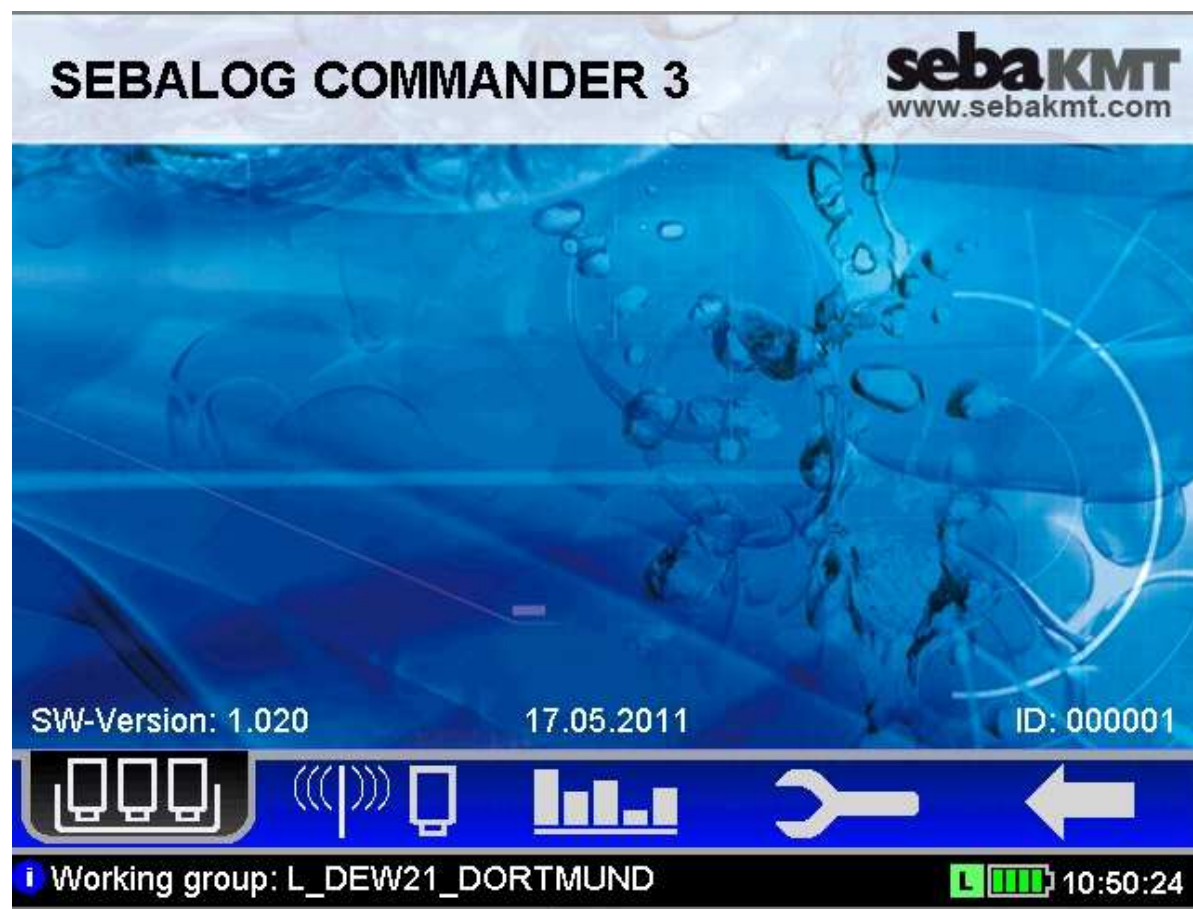 SEBALOG COMMANDER 3
sebaKMT
www.sebakmt.com
SW-Version: 1.020 17.05.2011 ID: 000001
i Working group: L_DEW21_DORTMUND L 10:50:24